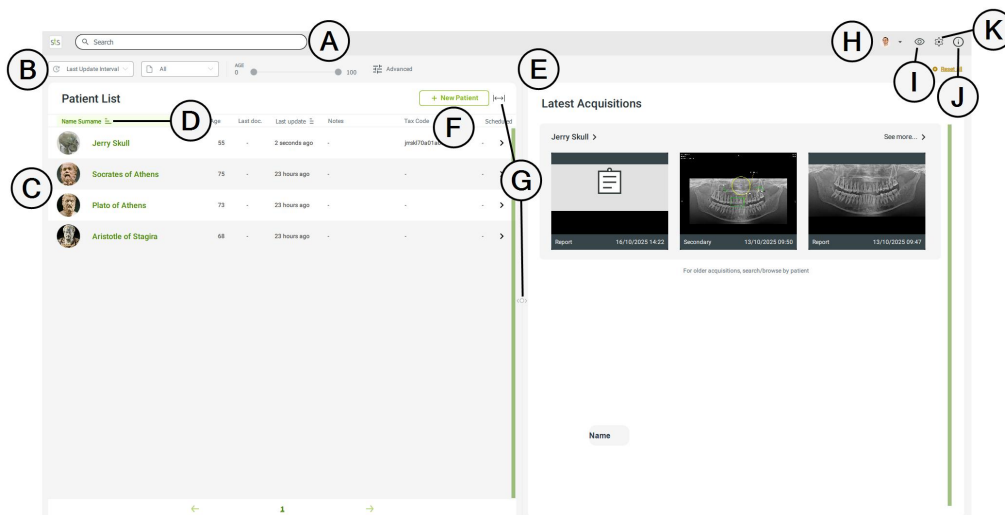 sts
Search
A
H
K
B
Last Update Interval
All
AGE
0
100
Advanced
E
Reset all
I
J
Patient List
+ New Patient
Latest Acquisitions
Name Surname
D
Age
Last doc.
Last update
Notes
Tax Code
F
Scheduled
Jerry Skull
55
-
2 seconds ago
-
jmskl70a01a
-
C
G
Socrates of Athens
75
-
23 hours ago
-
-
Plato of Athens
73
-
23 hours ago
-
-
-
Aristotle of Stagira
68
-
23 hours ago
-
-
-
Jerry Skull
See more...
Report
16/10/2025 14:22
Secondary
13/10/2025 09:50
Report
13/10/2025 09:47
For older acquisitions, search/browse by patient
Name
1